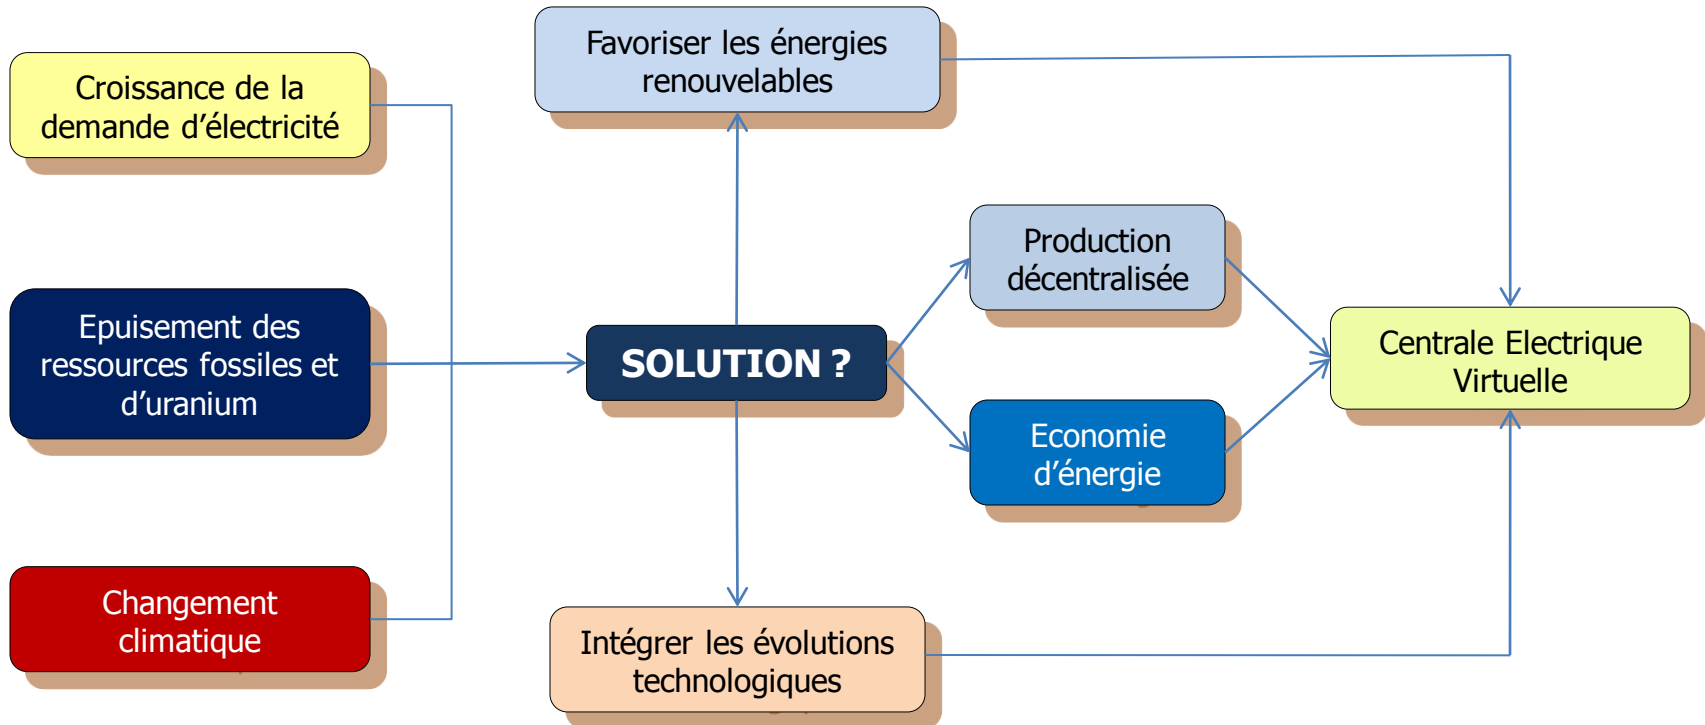 Croissance de la
demande d’électricité
Epuisement des
ressources fossiles et
d’uranium
Changement
climatique
Favoriser les énergies
renouvelables
SOLUTION ?
Intégrer les évolutions
technologiques
Production
décentralisée
Economie
d’énergie
Centrale Electrique
Virtuelle